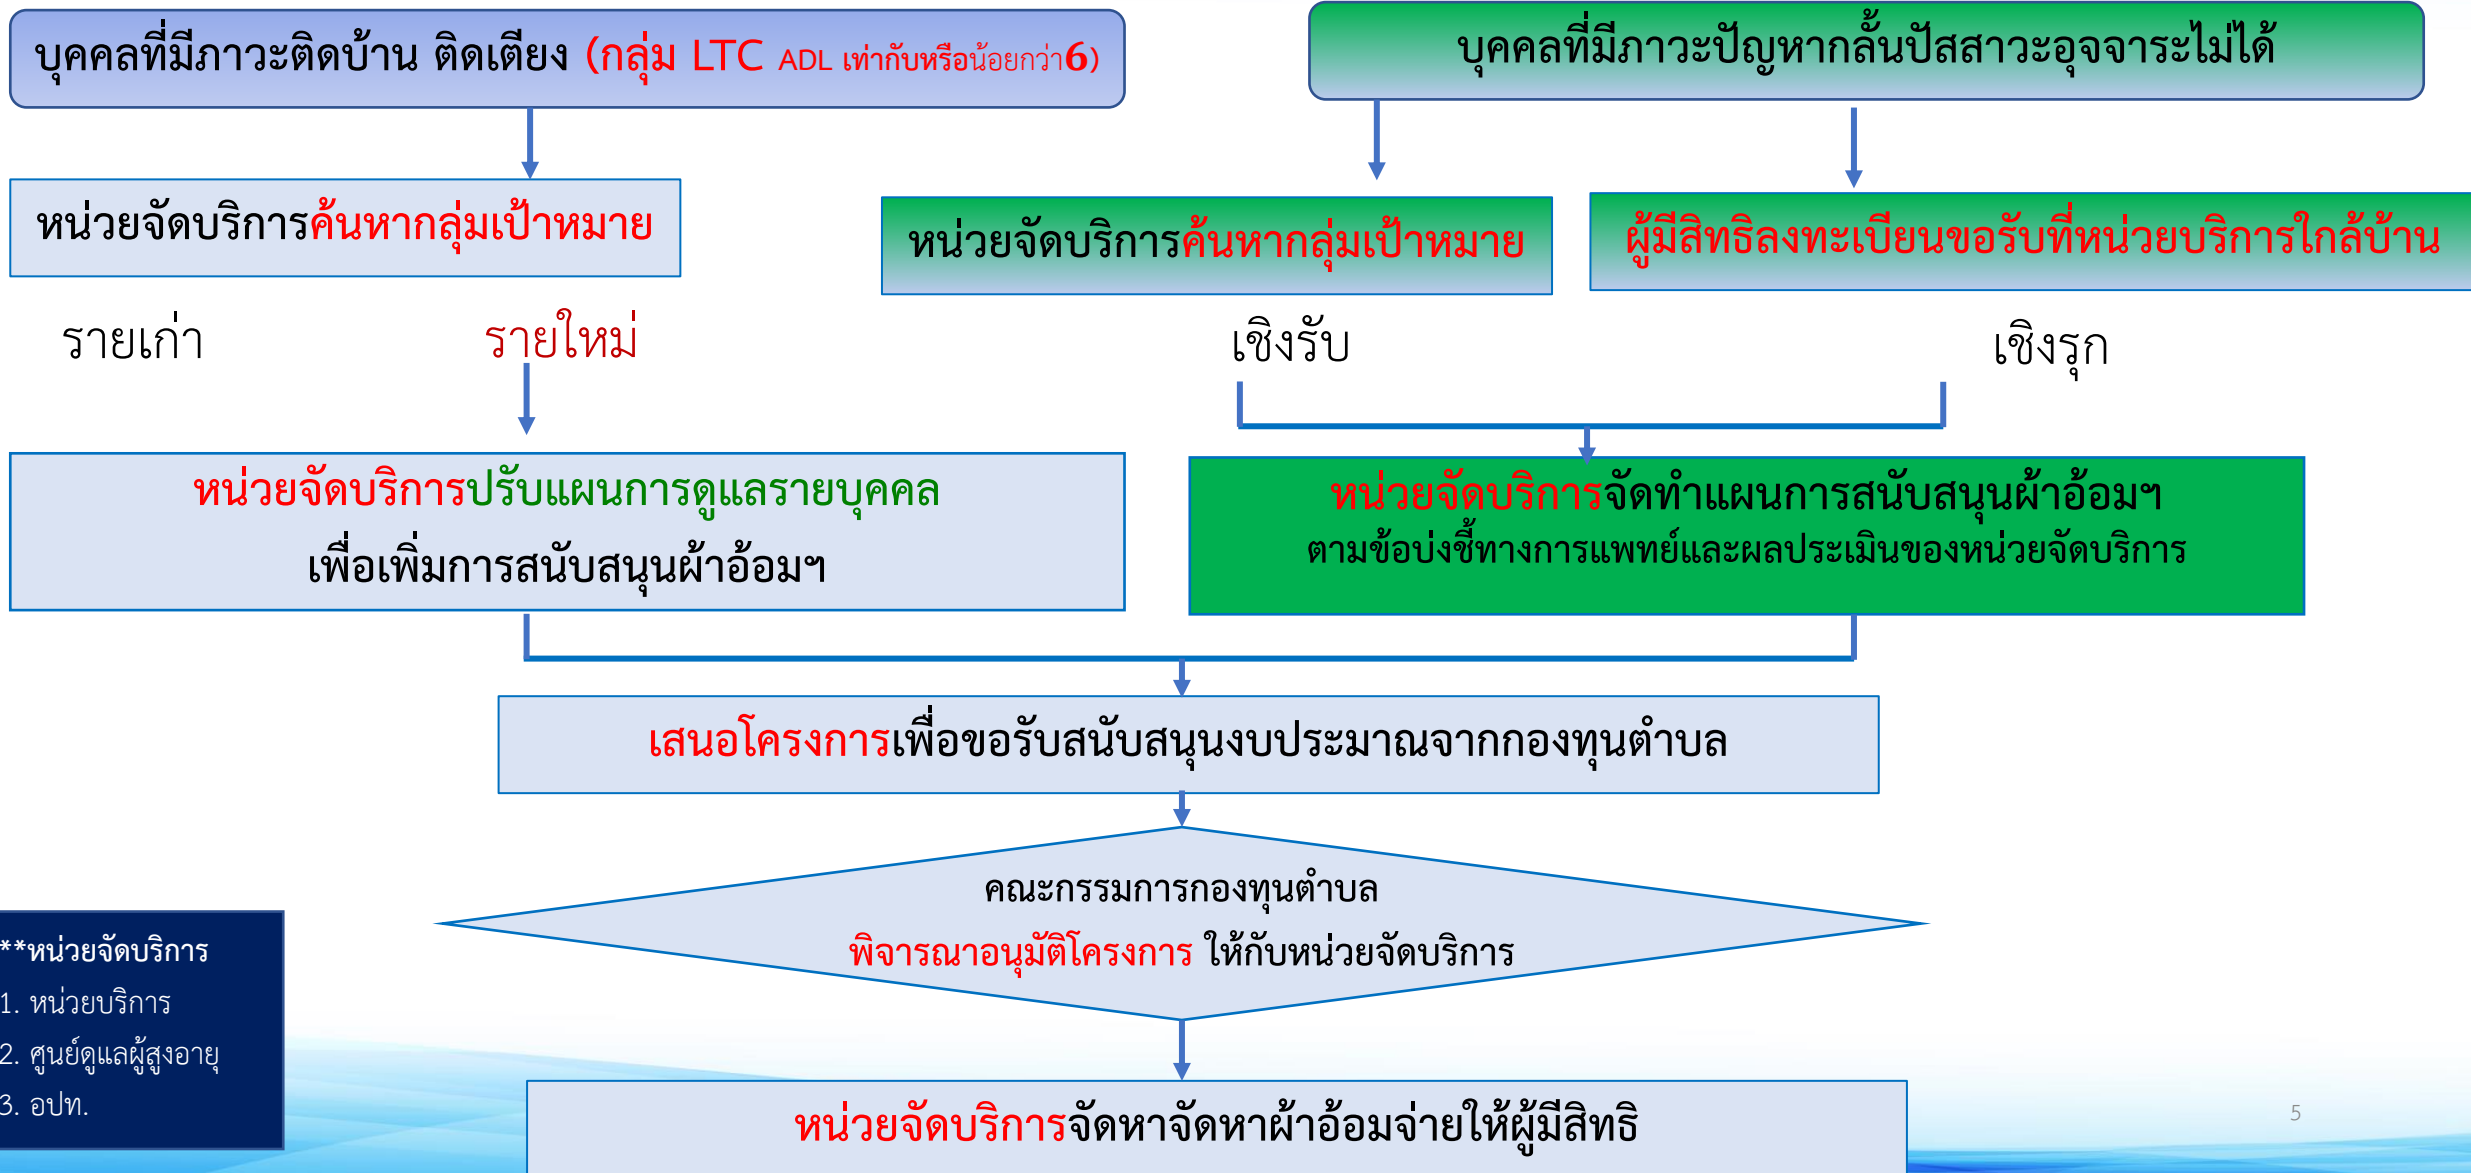 บุคคลที่มีภาวะติดบ้าน ติดเตียง (กลุ่ม LTC ADL เท่ากับหรือน้อยกว่า6)
บุคคลที่มีภาวะปัญหากลั้นปัสสาวะอุจจาระไม่ได้
หน่วยจัดบริการค้นหากลุ่มเป้าหมาย
หน่วยจัดบริการค้นหากลุ่มเป้าหมาย
ผู้มีสิทธิลงทะเบียนขอรับที่หน่วยบริการใกล้บ้าน
รายเก่า
รายใหม่
เชิงรับ
เชิงรุก
หน่วยจัดบริการปรับแผนการดูแลรายบุคคล
เพื่อเพิ่มการสนับสนุนผ้าอ้อมฯ
หน่วยจัดบริการจัดทำแผนการสนับสนุนผ้าอ้อมฯ
ตามข้อบ่งชี้ทางการแพทย์และผลประเมินของหน่วยจัดบริการ
เสนอโครงการเพื่อขอรับสนับสนุนงบประมาณจากกองทุนตำบล
คณะกรรมการกองทุนตำบล
พิจารณาอนุมัติโครงการ ให้กับหน่วยจัดบริการ
**หน่วยจัดบริการ
1. หน่วยบริการ
2. ศูนย์ดูแลผู้สูงอายุ
3. อปท.
หน่วยจัดบริการจัดหาจัดหาผ้าอ้อมจ่ายให้ผู้มีสิทธิ
5